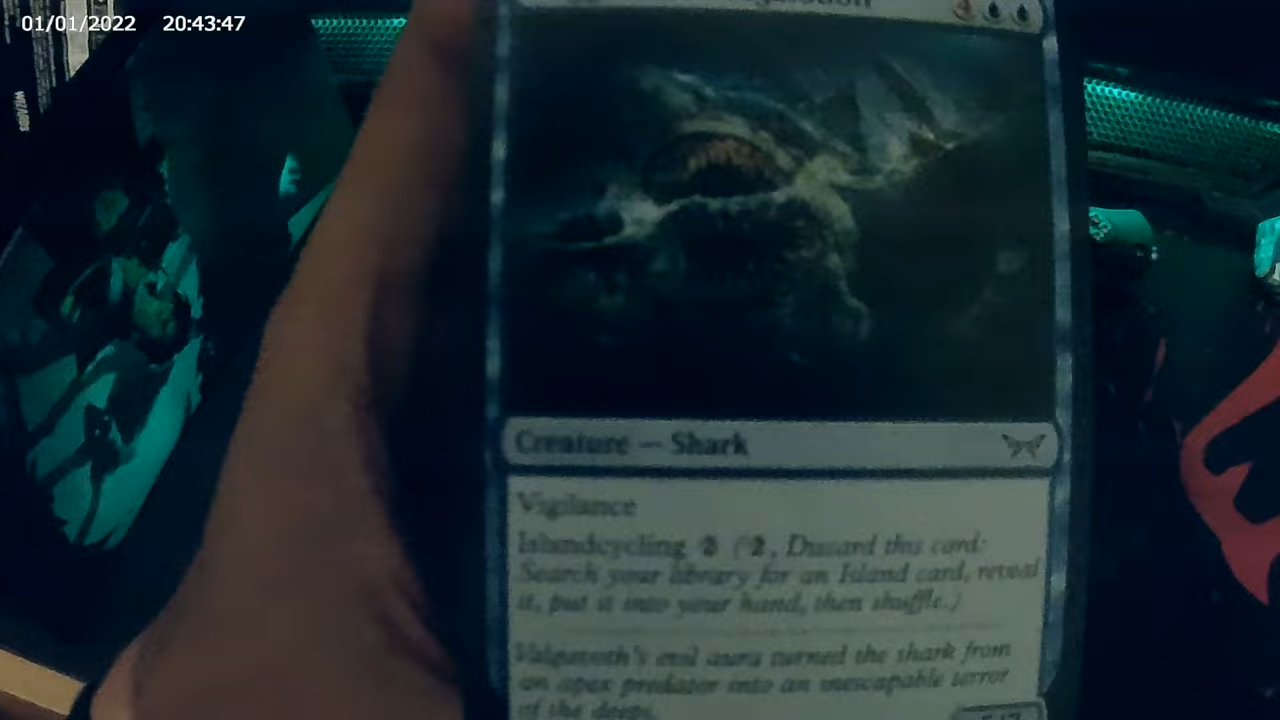 01/01/2022 20:43:47
Creature — Shark
Vigilance
Islandcycling 2 (2, Discard this card:
Search your library for an Island card, reveal
it, put it into your hand, then shuffle.)
Valgavoth's evil aura turned the shark from
an apex predator into an inescapable terror
of the deeps.